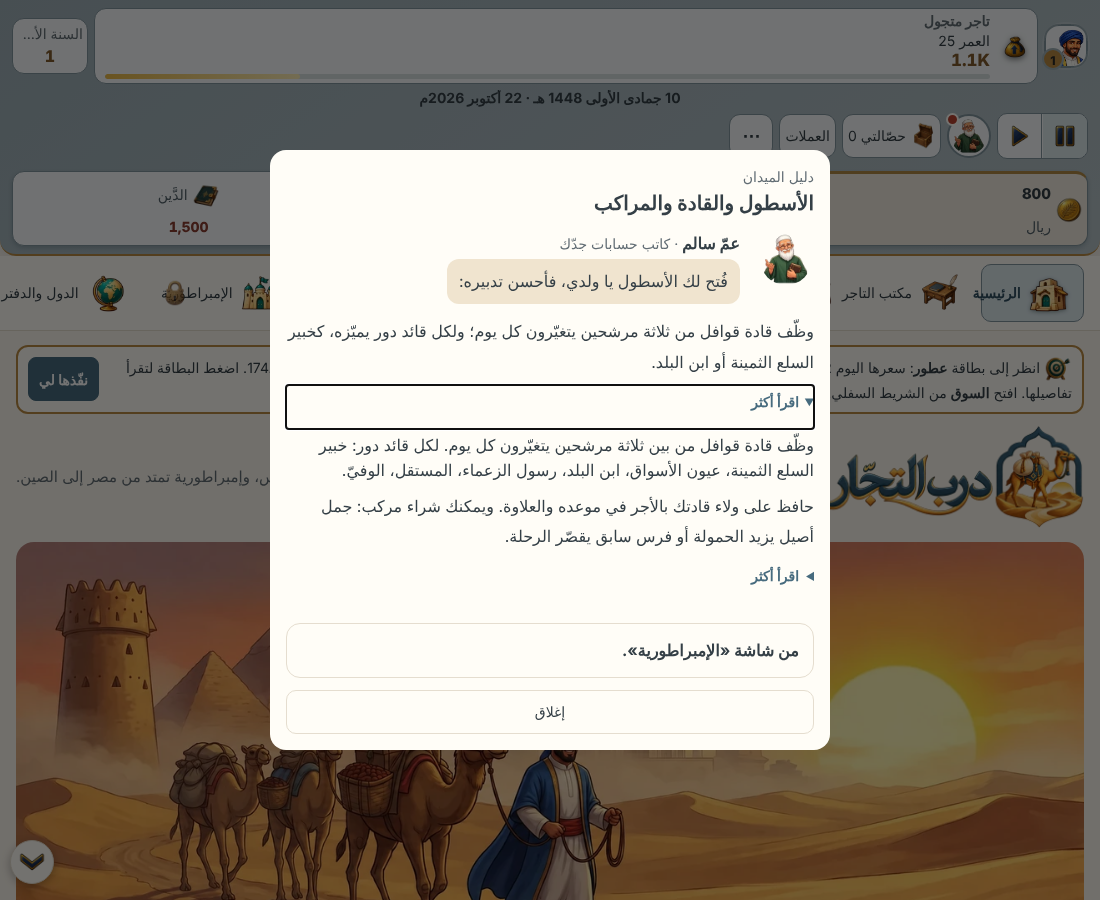 تاجر متجول
العمر 25
1.1K
1
السنة الأ...
1
10 جمادى الأولى 1448 هـ · 22 أكتوبر 2026م
حصّالتي 0
العملات
...
800
ريال
الدَّين
1,500
الرئيسية
مكتب التاجر
الإمبراطورية
الدول والدفتر
انظر إلى بطاقة عطور: سعرها اليوم
174. اضغط البطاقة لتقرأ
تفاصيلها. افتح السوق من الشريط السفلي
نفّذها لي
درب التجّار
س، وإمبراطورية تمتد من مصر إلى الصين.
دليل الميدان
الأسطول والقادة والمراكب
عمّ سالم · كاتب حسابات جدّك
فُتح لك الأسطول يا ولدي، فأحسن تدبيره:
وظّف قادة قوافل من ثلاثة مرشحين يتغيّرون كل يوم؛ ولكل قائد دور يميّزه، كخبير
السلع الثمينة أو ابن البلد.
اقرأ أكثر
وظّف قادة قوافل من بين ثلاثة مرشحين يتغيّرون كل يوم. لكل قائد دور: خبير
السلع الثمينة، عيون الأسواق، ابن البلد، رسول الزعماء، المستقل، الوفيّ.
حافظ على ولاء قادتك بالأجر في موعده والعلاوة. ويمكنك شراء مركب: جمل
أصيل يزيد الحمولة أو فرس سابق يقصّر الرحلة.
اقرأ أكثر
من شاشة «الإمبراطورية».
إغلاق